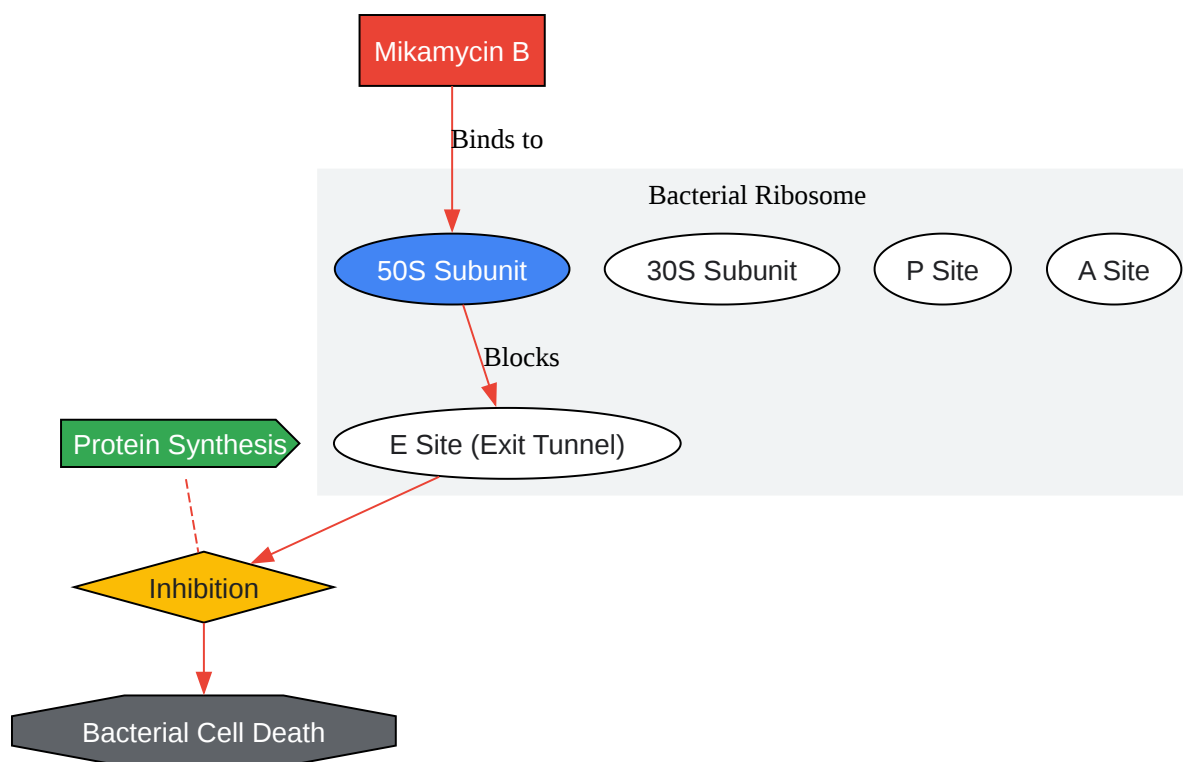 Mikamycin B
Binds to
Bacterial Ribosome
50S Subunit
30S Subunit
P Site
A Site
Blocks
Protein Synthesis
E Site (Exit Tunnel)
Inhibition
Bacterial Cell Death